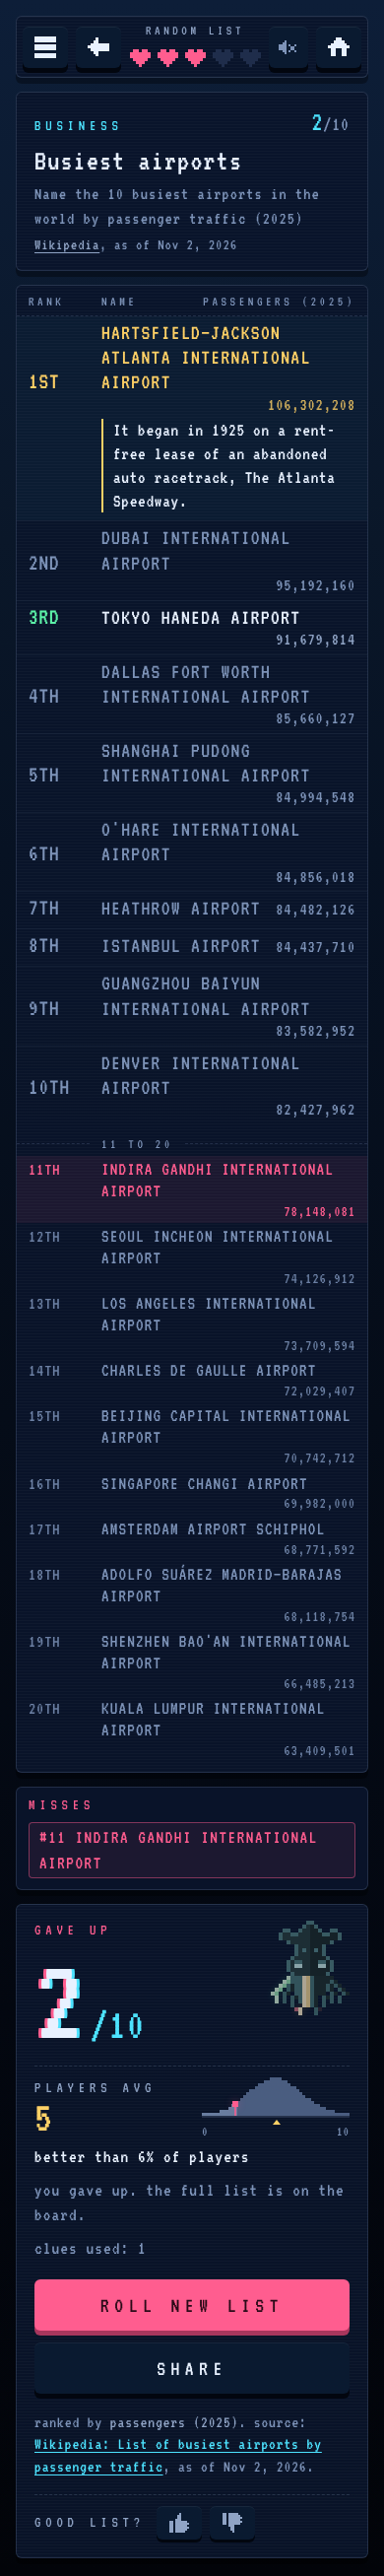 RANDOM LIST
BUSINESS
2/10
Busiest airports
Name the 10 busiest airports in the
world by passenger traffic (2025)
Wikipedia, as of Nov 2, 2026
RANK NAME PASSENGERS (2025)
HARTSFIELD-JACKSON
ATLANTA INTERNATIONAL
1ST AIRPORT
106,302,208
It began in 1925 on a rent-
free lease of an abandoned
auto racetrack, The Atlanta
Speedway.
DUBAI INTERNATIONAL
2ND AIRPORT
95,192,160
3RD TOKYO HANEDA AIRPORT
91,679,814
DALLAS FORT WORTH
4TH INTERNATIONAL AIRPORT
85,660,127
SHANGHAI PUDONG
5TH INTERNATIONAL AIRPORT
84,994,548
O'HARE INTERNATIONAL
6TH AIRPORT
84,856,018
7TH HEATHROW AIRPORT 84,482,126
8TH ISTANBUL AIRPORT 84,437,710
GUANGZHOU BAIYUN
9TH INTERNATIONAL AIRPORT
83,582,952
DENVER INTERNATIONAL
10TH AIRPORT
82,427,962
11 TO 20
11TH INDIRA GANDHI INTERNATIONAL
AIRPORT
78,148,081
12TH SEOUL INCHEON INTERNATIONAL
AIRPORT
74,126,912
13TH LOS ANGELES INTERNATIONAL
AIRPORT
73,709,594
14TH CHARLES DE GAULLE AIRPORT
72,029,407
15TH BEIJING CAPITAL INTERNATIONAL
AIRPORT
70,742,712
16TH SINGAPORE CHANGI AIRPORT
69,982,000
17TH AMSTERDAM AIRPORT SCHIPHOL
68,771,592
18TH ADOLFO SUÁREZ MADRID-BARAJAS
AIRPORT
68,118,754
19TH SHENZHEN BAO'AN INTERNATIONAL
AIRPORT
66,485,213
20TH KUALA LUMPUR INTERNATIONAL
AIRPORT
63,409,501
MISSES
#11 INDIRA GANDHI INTERNATIONAL
AIRPORT
GAVE UP
2/10
PLAYERS AVG
5
0 10
better than 6% of players
you gave up. the full list is on the
board.
clues used: 1
ROLL NEW LIST
SHARE
ranked by passengers (2025). source:
Wikipedia: List of busiest airports by
passenger traffic, as of Nov 2, 2026.
GOOD LIST?